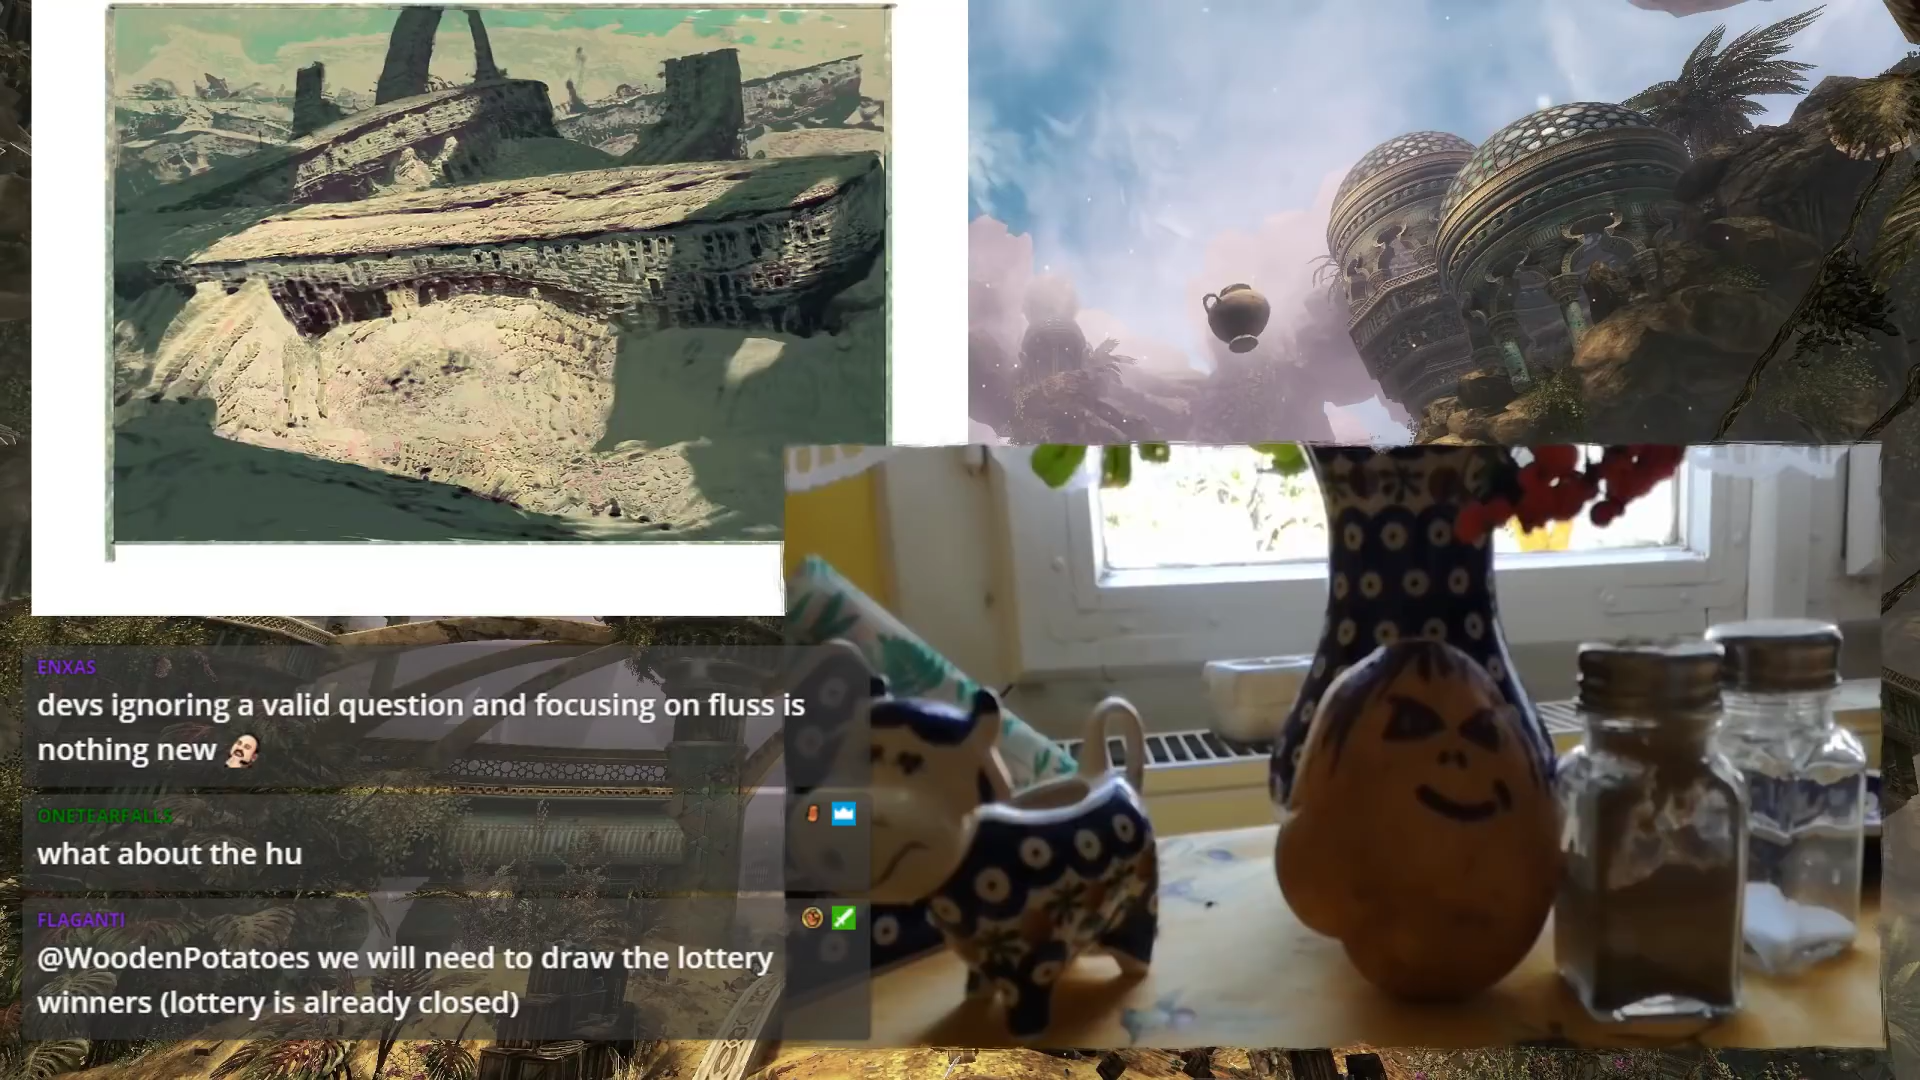 ENXAS
devs ignoring a valid question and focusing on fluss is
nothing new
ONETEARFALLS
what about the hu
FLAGANTI
@WoodenPotatoes we will need to draw the lottery
winners (lottery is already closed)